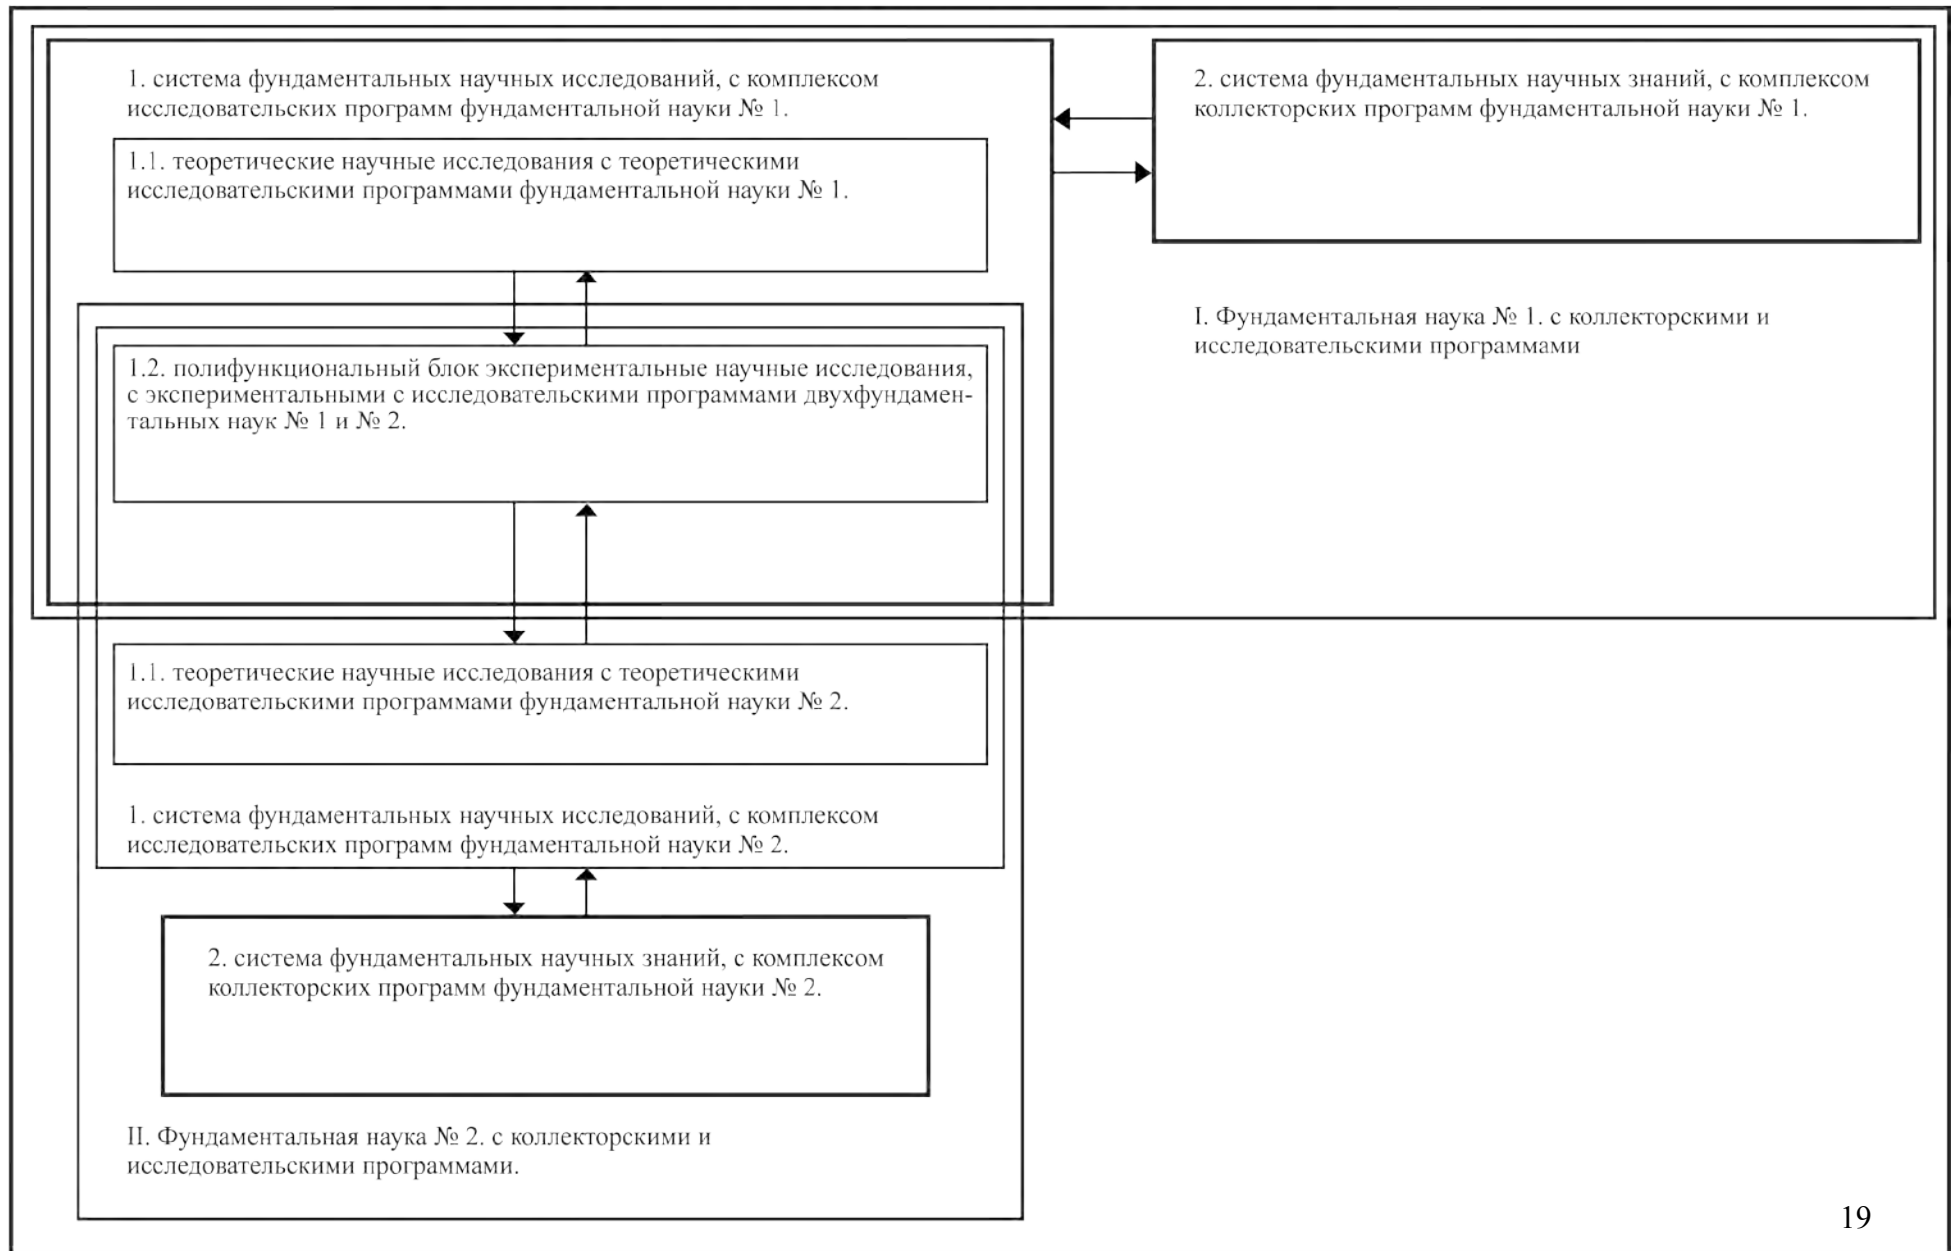 1. система фундаментальных научных исследований, с комплексом
исследовательских программ фундаментальной науки № 1.
2. система фундаментальных научных знаний, с комплексом
коллекторских программ фундаментальной науки № 1.
1.1. теоретические научные исследования с теоретическими
исследовательскими программами фундаментальной науки № 1.
I. Фундаментальная наука № 1. с коллекторскими и
исследовательскими программами
1.2. полифункциональный блок экспериментальные научные исследования,
с экспериментальными с исследовательскими программами двухфундамен-
тальных наук № 1 и № 2.
1.1. теоретические научные исследования с теоретическими
исследовательскими программами фундаментальной науки № 2.
1. система фундаментальных научных исследований, с комплексом
исследовательских программ фундаментальной науки № 2.
2. система фундаментальных научных знаний, с комплексом
коллекторских программ фундаментальной науки № 2.
II. Фундаментальная наука № 2. с коллекторскими и
исследовательскими программами.
19